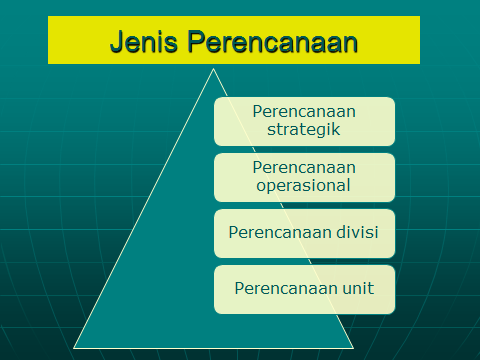 Jenis Perencanaan
Perencanaan
strategik
Perencanaan
operasional
Perencanaan divisi
Perencanaan unit